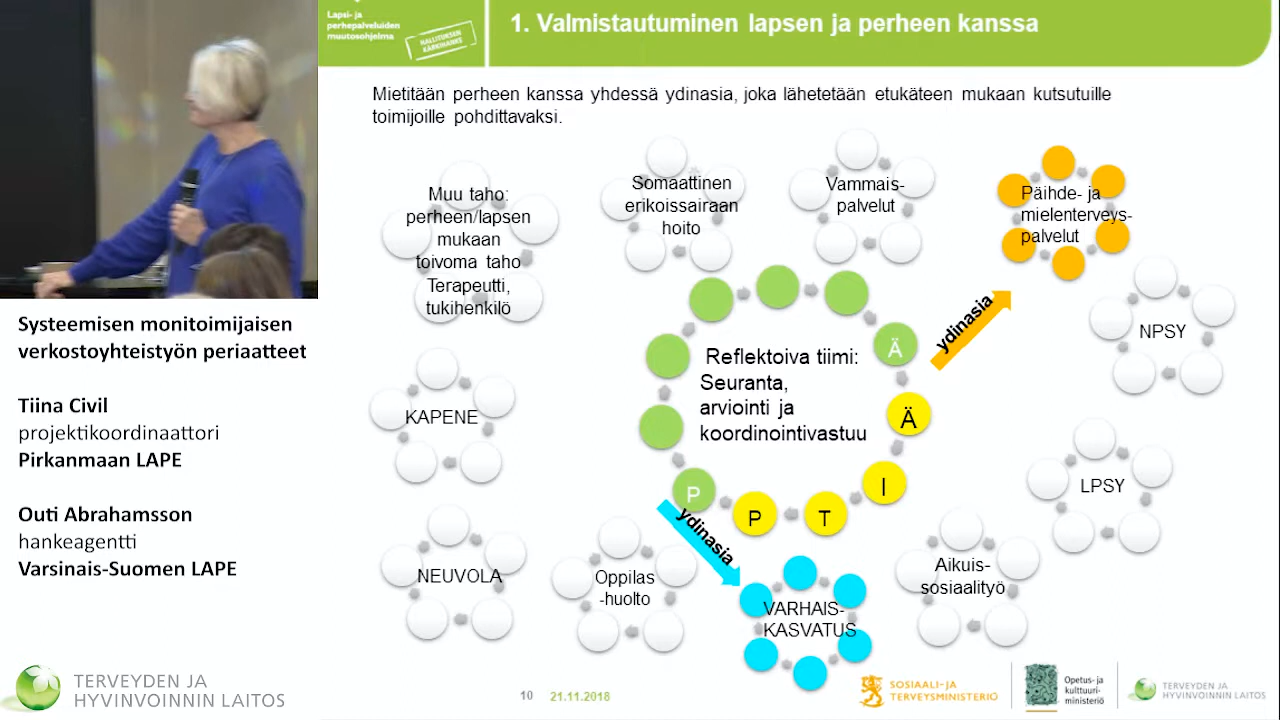 Lapsi- ja
perhepalveluiden
muutosohjelma
HALLITUKSEN
KÄRKIHANKE
1. Valmistautuminen lapsen ja perheen kanssa
Mietitään perheen kanssa yhdessä ydinasia, joka lähetetään etukäteen mukaan kutsutuille
toimijoille pohdittavaksi.
Muu taho:
perheen/lapsen
mukaan
toivoma taho
Terapeutti,
tukihenkilö
Somaattinen
erikoissairaan
hoito
Vammais-
palvelut
Päihde- ja
mielenterveys-
palvelut
ydinasia
NPSY
Reflektoiva tiimi:
Seuranta,
arviointi ja
koordinointivastuu
Ä
Ä
I
T
P
P
KAPENE
LPSY
ydinasia
NEUVOLA
Oppilas
-huolto
VARHAIS-
KASVATUS
Aikuis-
sosiaalityö
Systeemisen monitoimijaisen
verkostoyhteistyön periaatteet
Tiina Civil
projektikoordinaattori
Pirkanmaan LAPE
Outi Abrahamsson
hankeagentti
Varsinais-Suomen LAPE
TERVEYDEN JA
HYVINVOINNIN LAITOS
10 21.11.2018
SOSIAALI- JA
TERVEYSMINISTERIÖ
Opetus- ja
kulttuuri-
ministeriö
TERVEYDEN JA
HYVINVOINNIN LAITOS